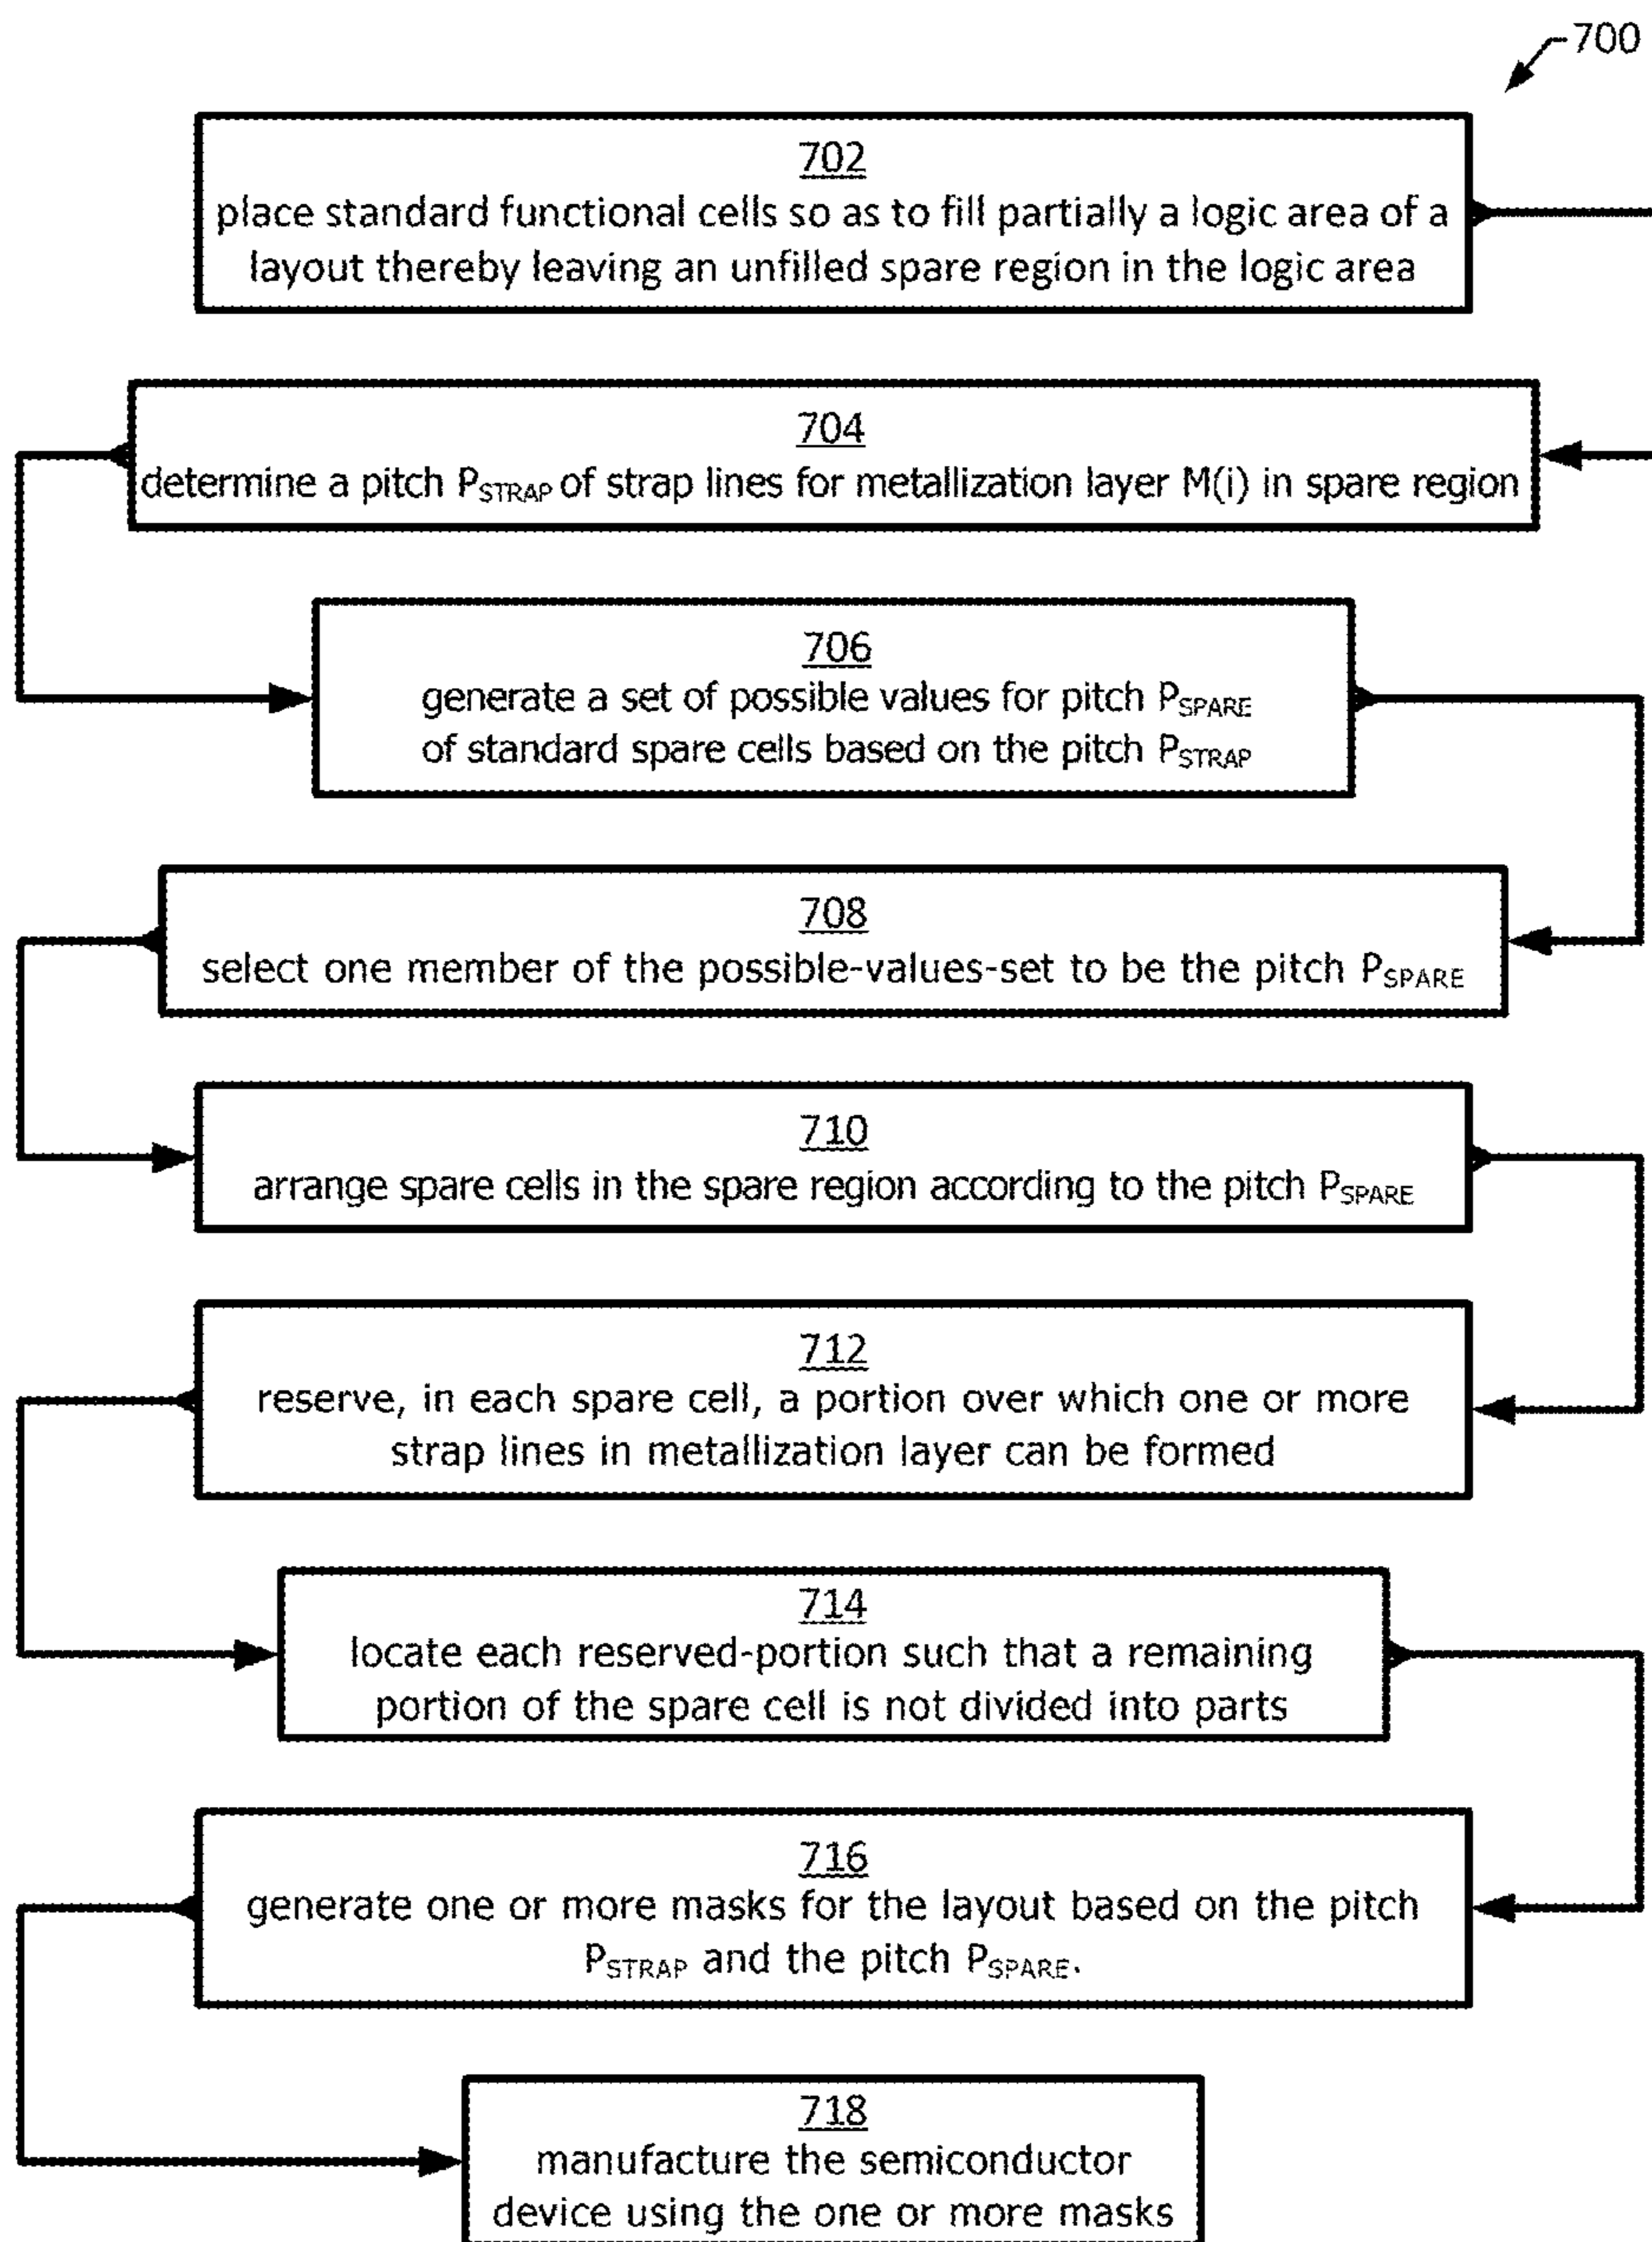 700
702
place standard functional cells so as to fill partially a logic area of a
layout thereby leaving an unfilled spare region in the logic area
704
determine a pitch PSTRAP of strap lines for metallization layer M(i) in spare region
706
generate a set of possible values for pitch PSPARE
of standard spare cells based on the pitch PSTRAP
708
select one member of the possible-values-set to be the pitch PSPARE
710
arrange spare cells in the spare region according to the pitch PSPARE
712
reserve, in each spare cell, a portion over which one or more
strap lines in metallization layer can be formed
714
locate each reserved-portion such that a remaining
portion of the spare cell is not divided into parts
716
generate one or more masks for the layout based on the pitch
PSTRAP and the pitch PSPARE.
718
manufacture the semiconductor
device using the one or more masks